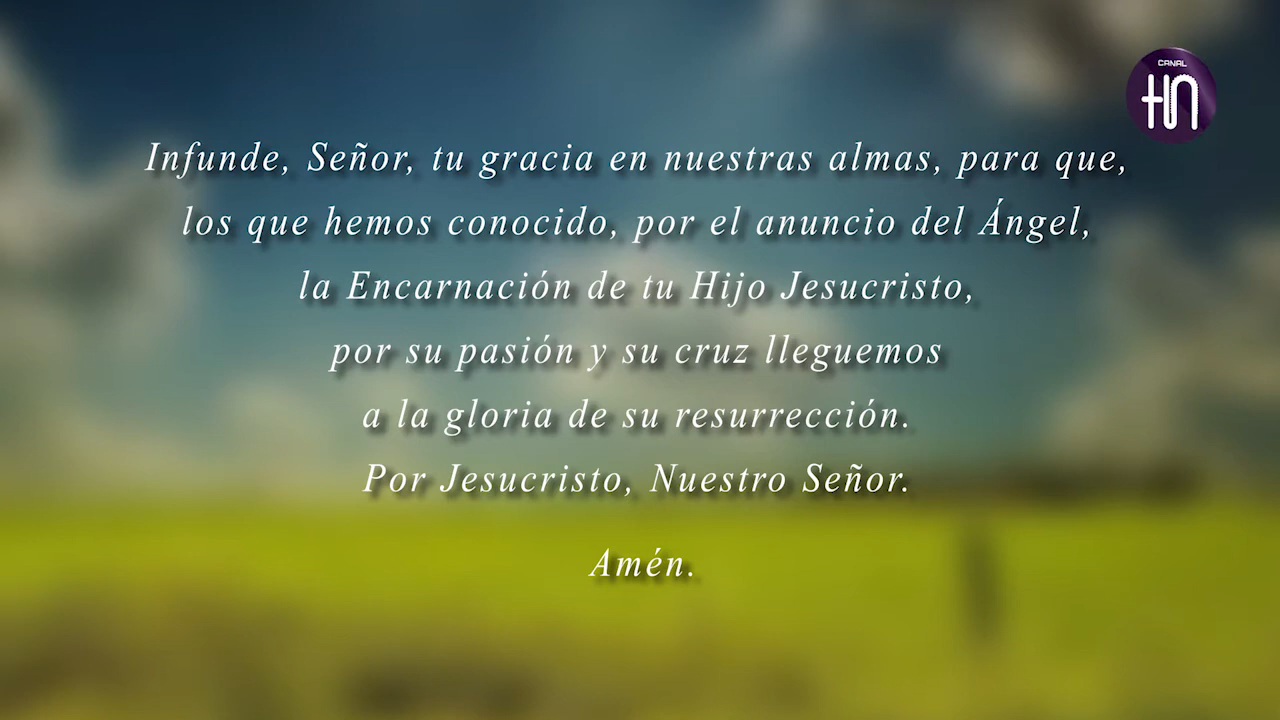 CANAL
HN
Infunde, Señor, tu gracia en nuestras almas, para que,
los que hemos conocido, por el anuncio del Ángel,
la Encarnación de tu Hijo Jesucristo,
por su pasión y su cruz lleguemos
a la gloria de su resurrección.
Por Jesucristo, Nuestro Señor.
Amén.